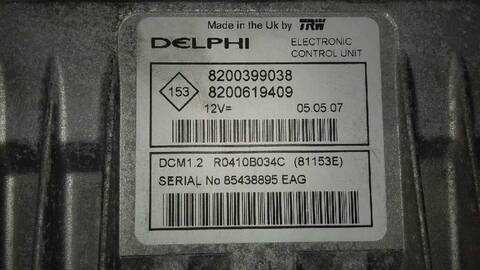 Made in the Uk by TRW
DELPHI
ELECTRONIC
CONTROL UNIT
153
8200399038
8200619409
12V=
05.05.07
DCM1.2 R0410B034C (81153E)
SERIAL No 85438895 EAG